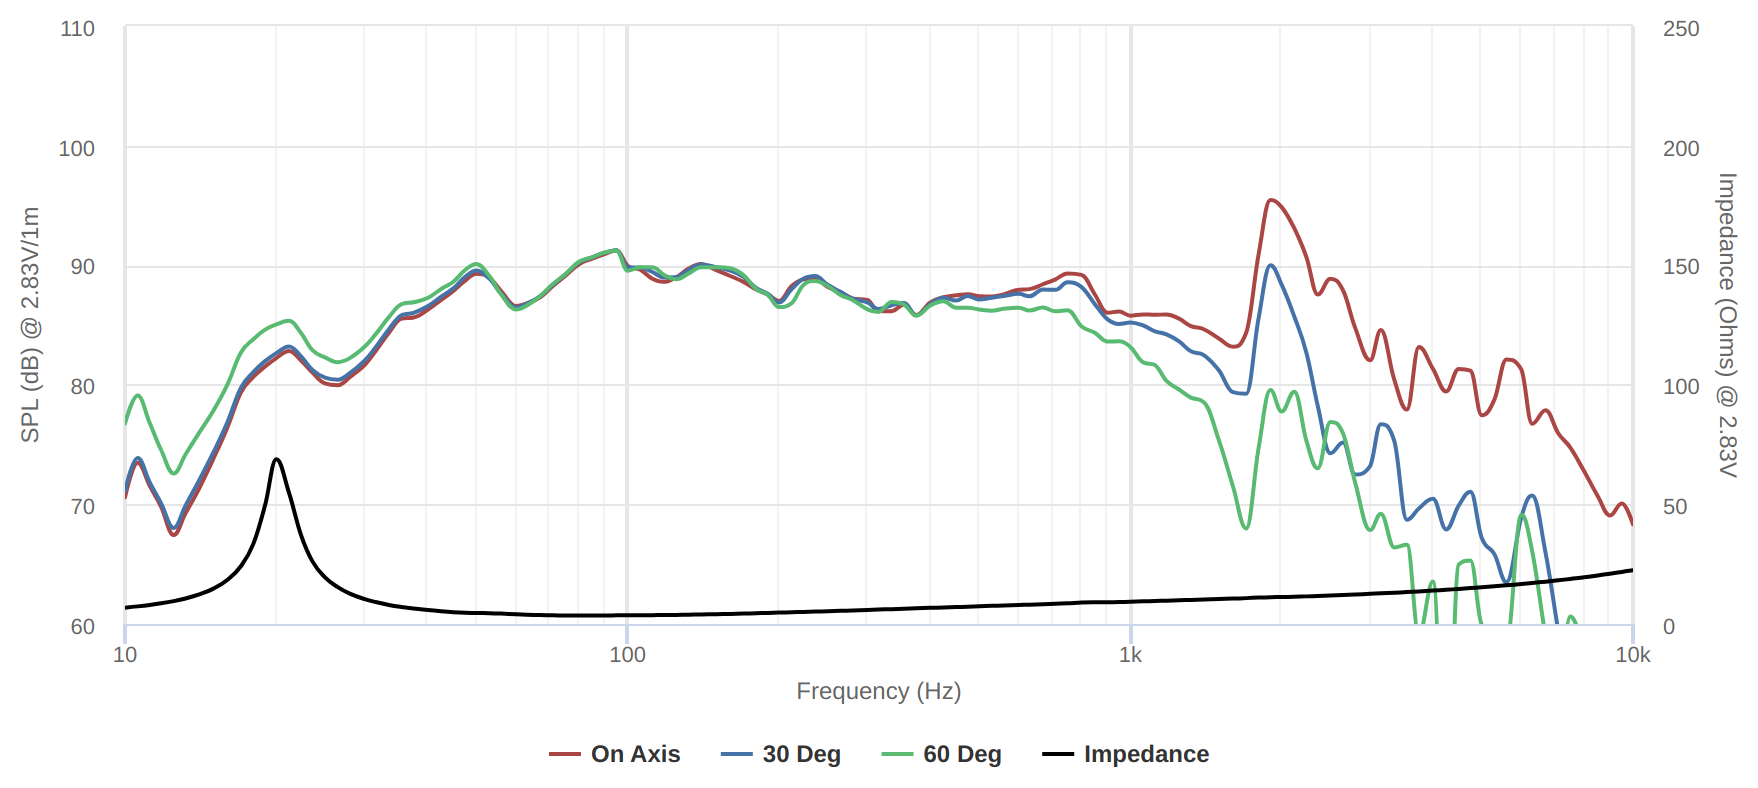 110
100
90
80
70
60
SPL (dB) @ 2.83V/1m
250
200
150
100
50
0
Impedance (Ohms) @ 2.83V
10
100
1k
10k
Frequency (Hz)
On Axis
30 Deg
60 Deg
Impedance